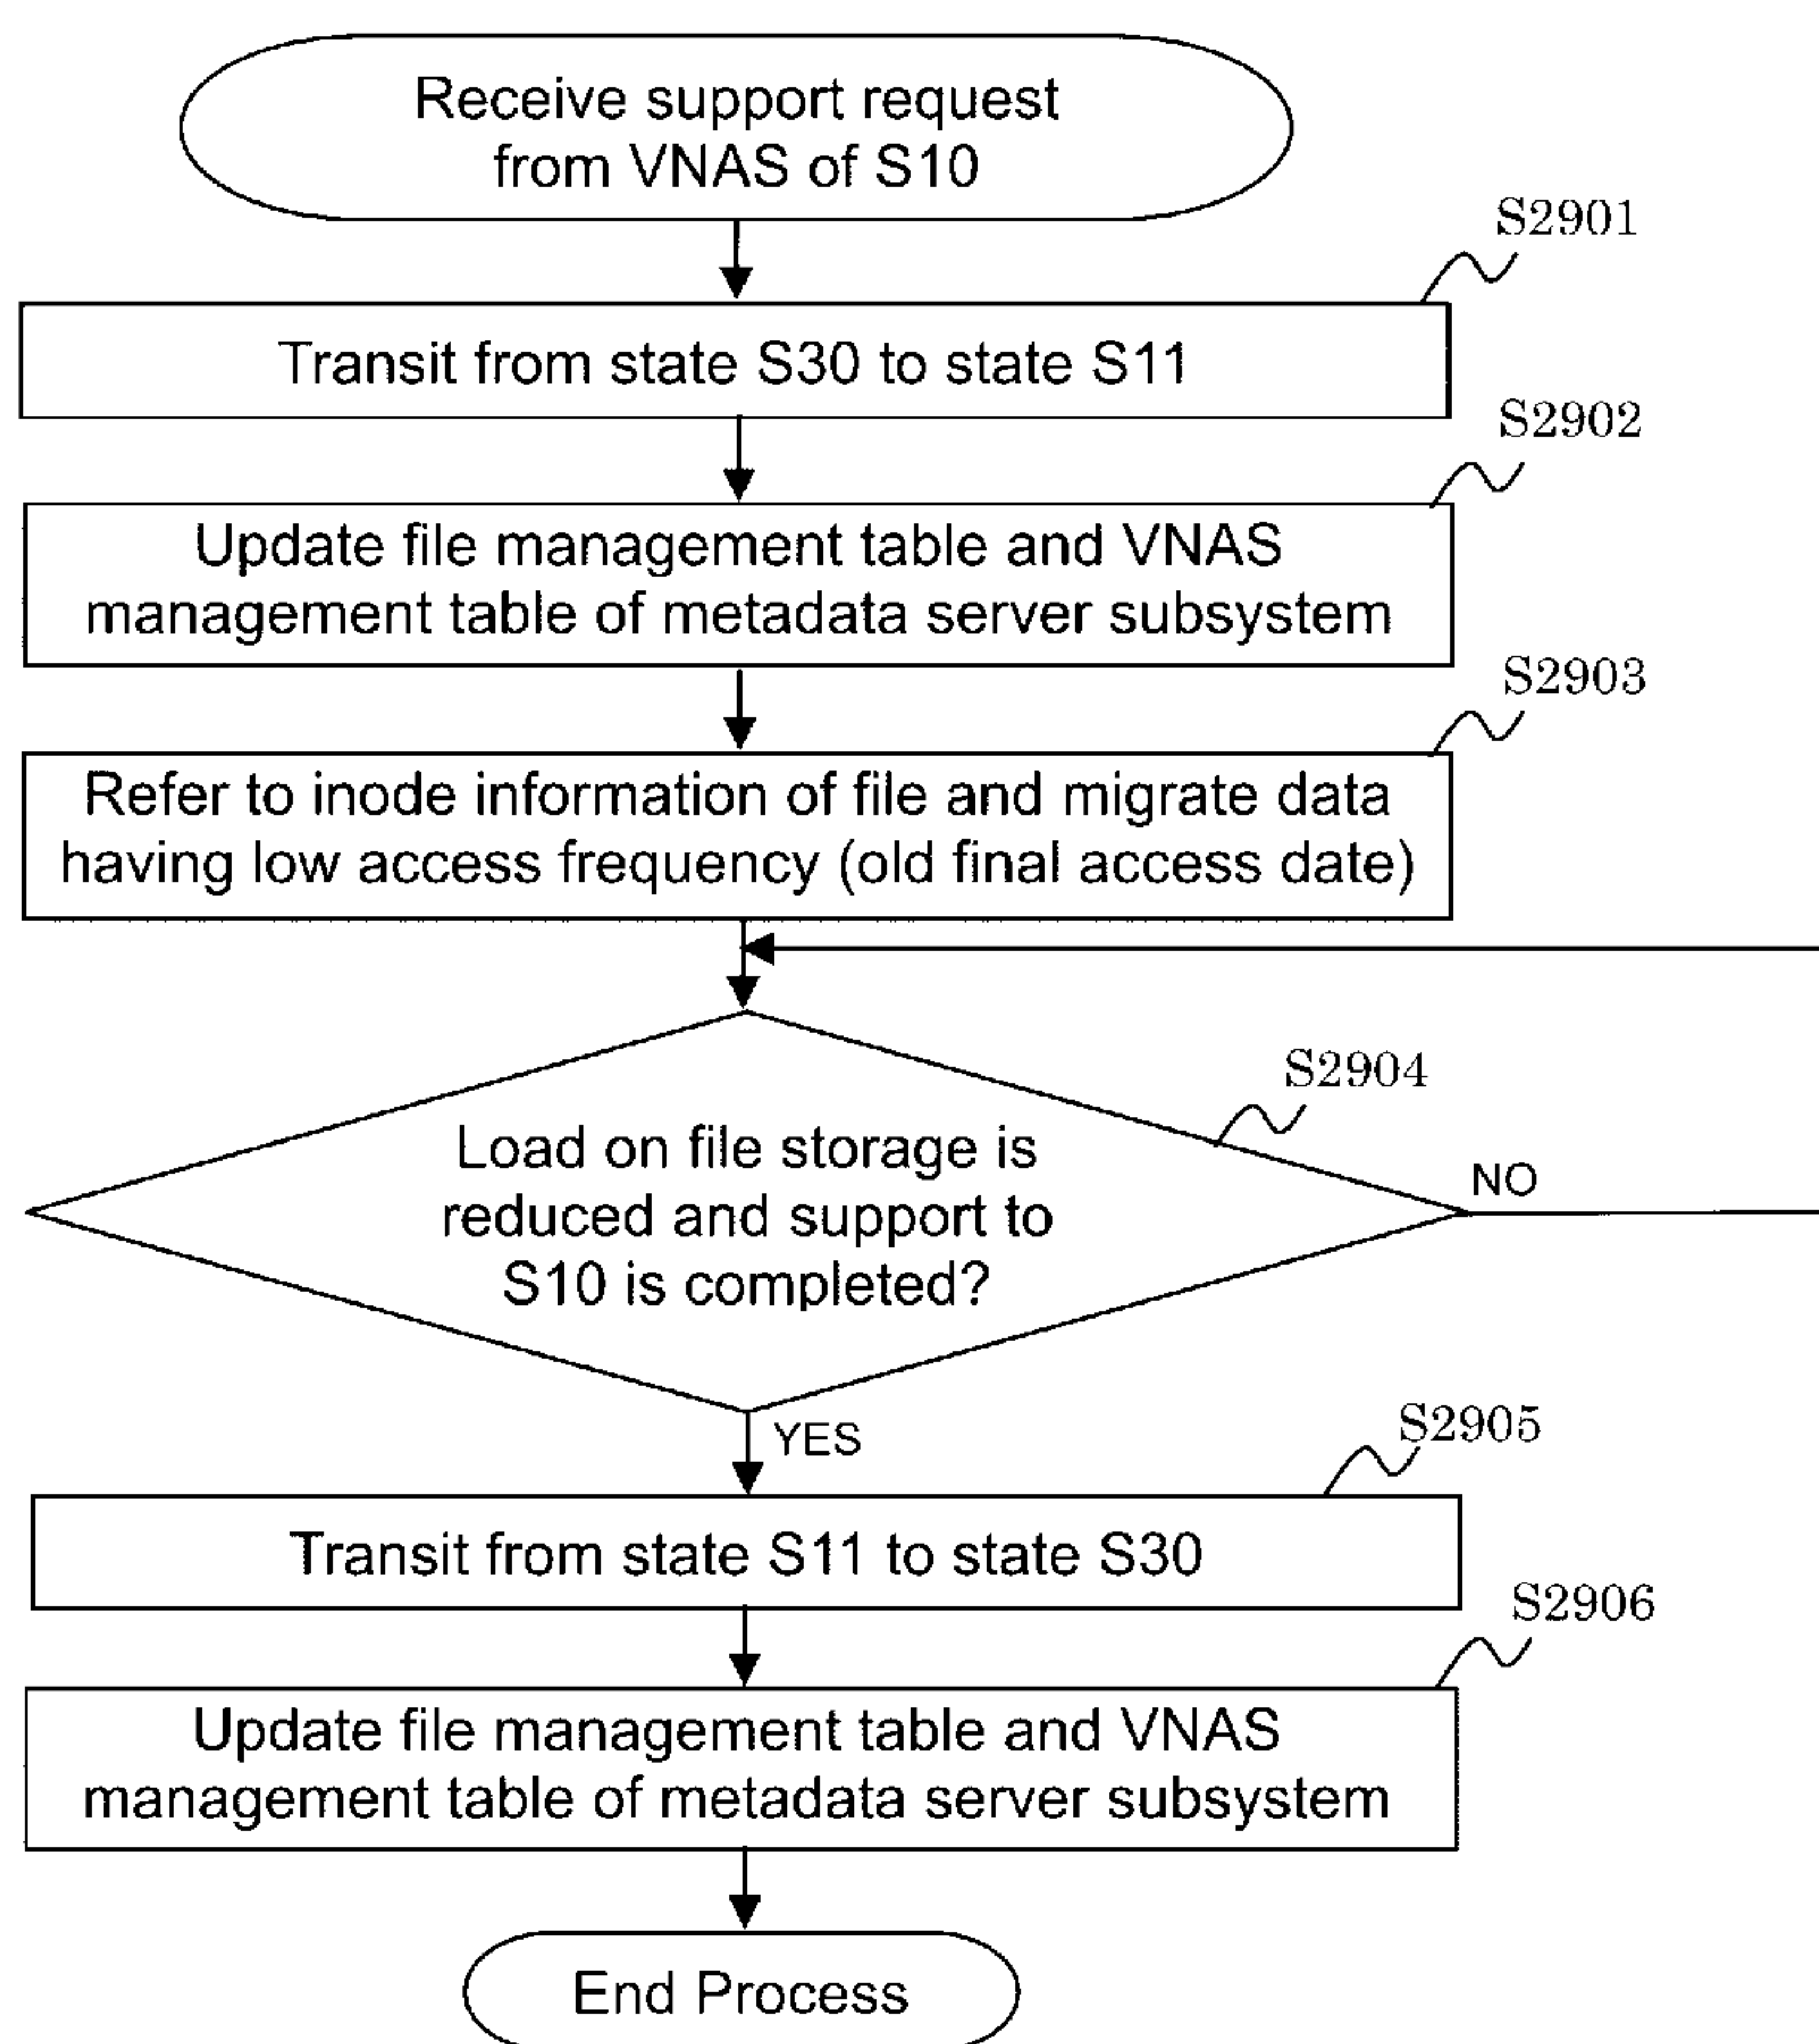 Receive support request
from VNAS of S10
S2901
Transit from state S30 to state S11
S2902
Update file management table and VNAS
management table of metadata server subsystem
S2903
Refer to inode information of file and migrate data
having low access frequency (old final access date)
S2904
Load on file storage is
reduced and support to
S10 is completed?
NO
YES
S2905
Transit from state S11 to state S30
S2906
Update file management table and VNAS
management table of metadata server subsystem
End Process